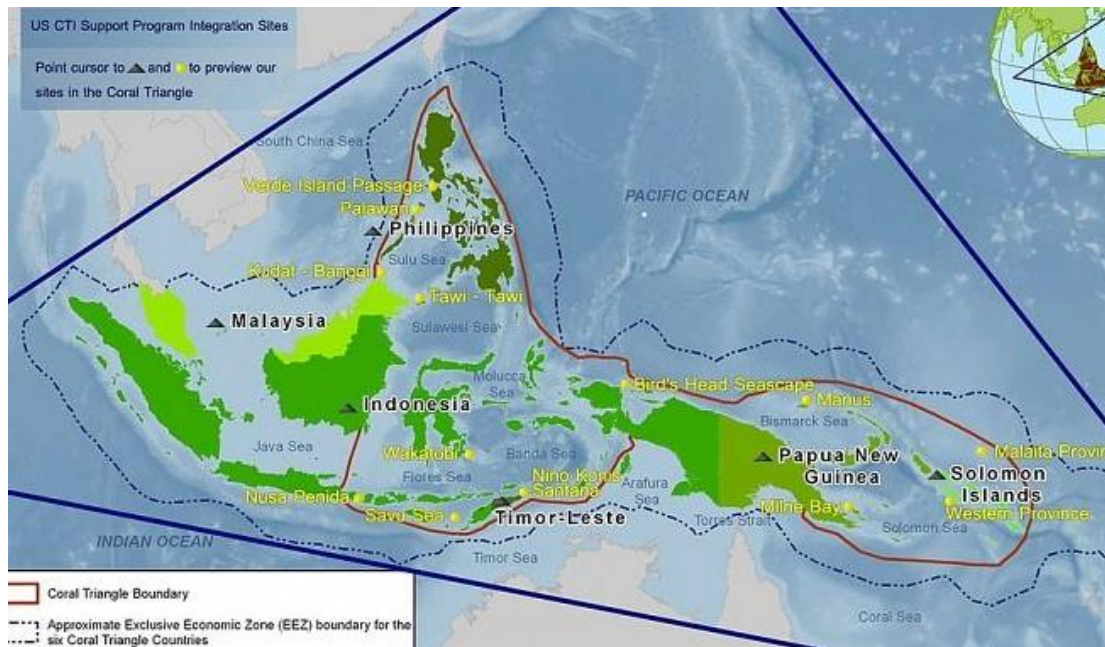 US CTI Support Program Integration Sites
Point cursor to and to preview our
sites in the Coral Triangle
South China Sea
Verde Island Passage
PACIFIC OCEAN
Palawan
Philippines
Sulu Sea
Kudat - Banggi
Tawi - Tawi
Malaysia
Sulawesi Sea
Molucca
Sea
Bird's Head Seascape
Manus
Indonesia
Bismarck Sea
Java Sea
Wakatobi
Banda Sea
Papua New
Guinea
Malaita Provin
Flores Sea
Nino Konis
Santana
Arafura
Sea
Solomon
Islands
Nusa Penida
Savu Sea
Timor-Leste
Milne Bay
Western Province
Torres Strait
Solomon Sea
INDIAN OCEAN
Timor Sea
Coral Sea
Coral Triangle Boundary
Approximate Exclusive Economic Zone (EEZ) boundary for the
six Coral Triangle Countries